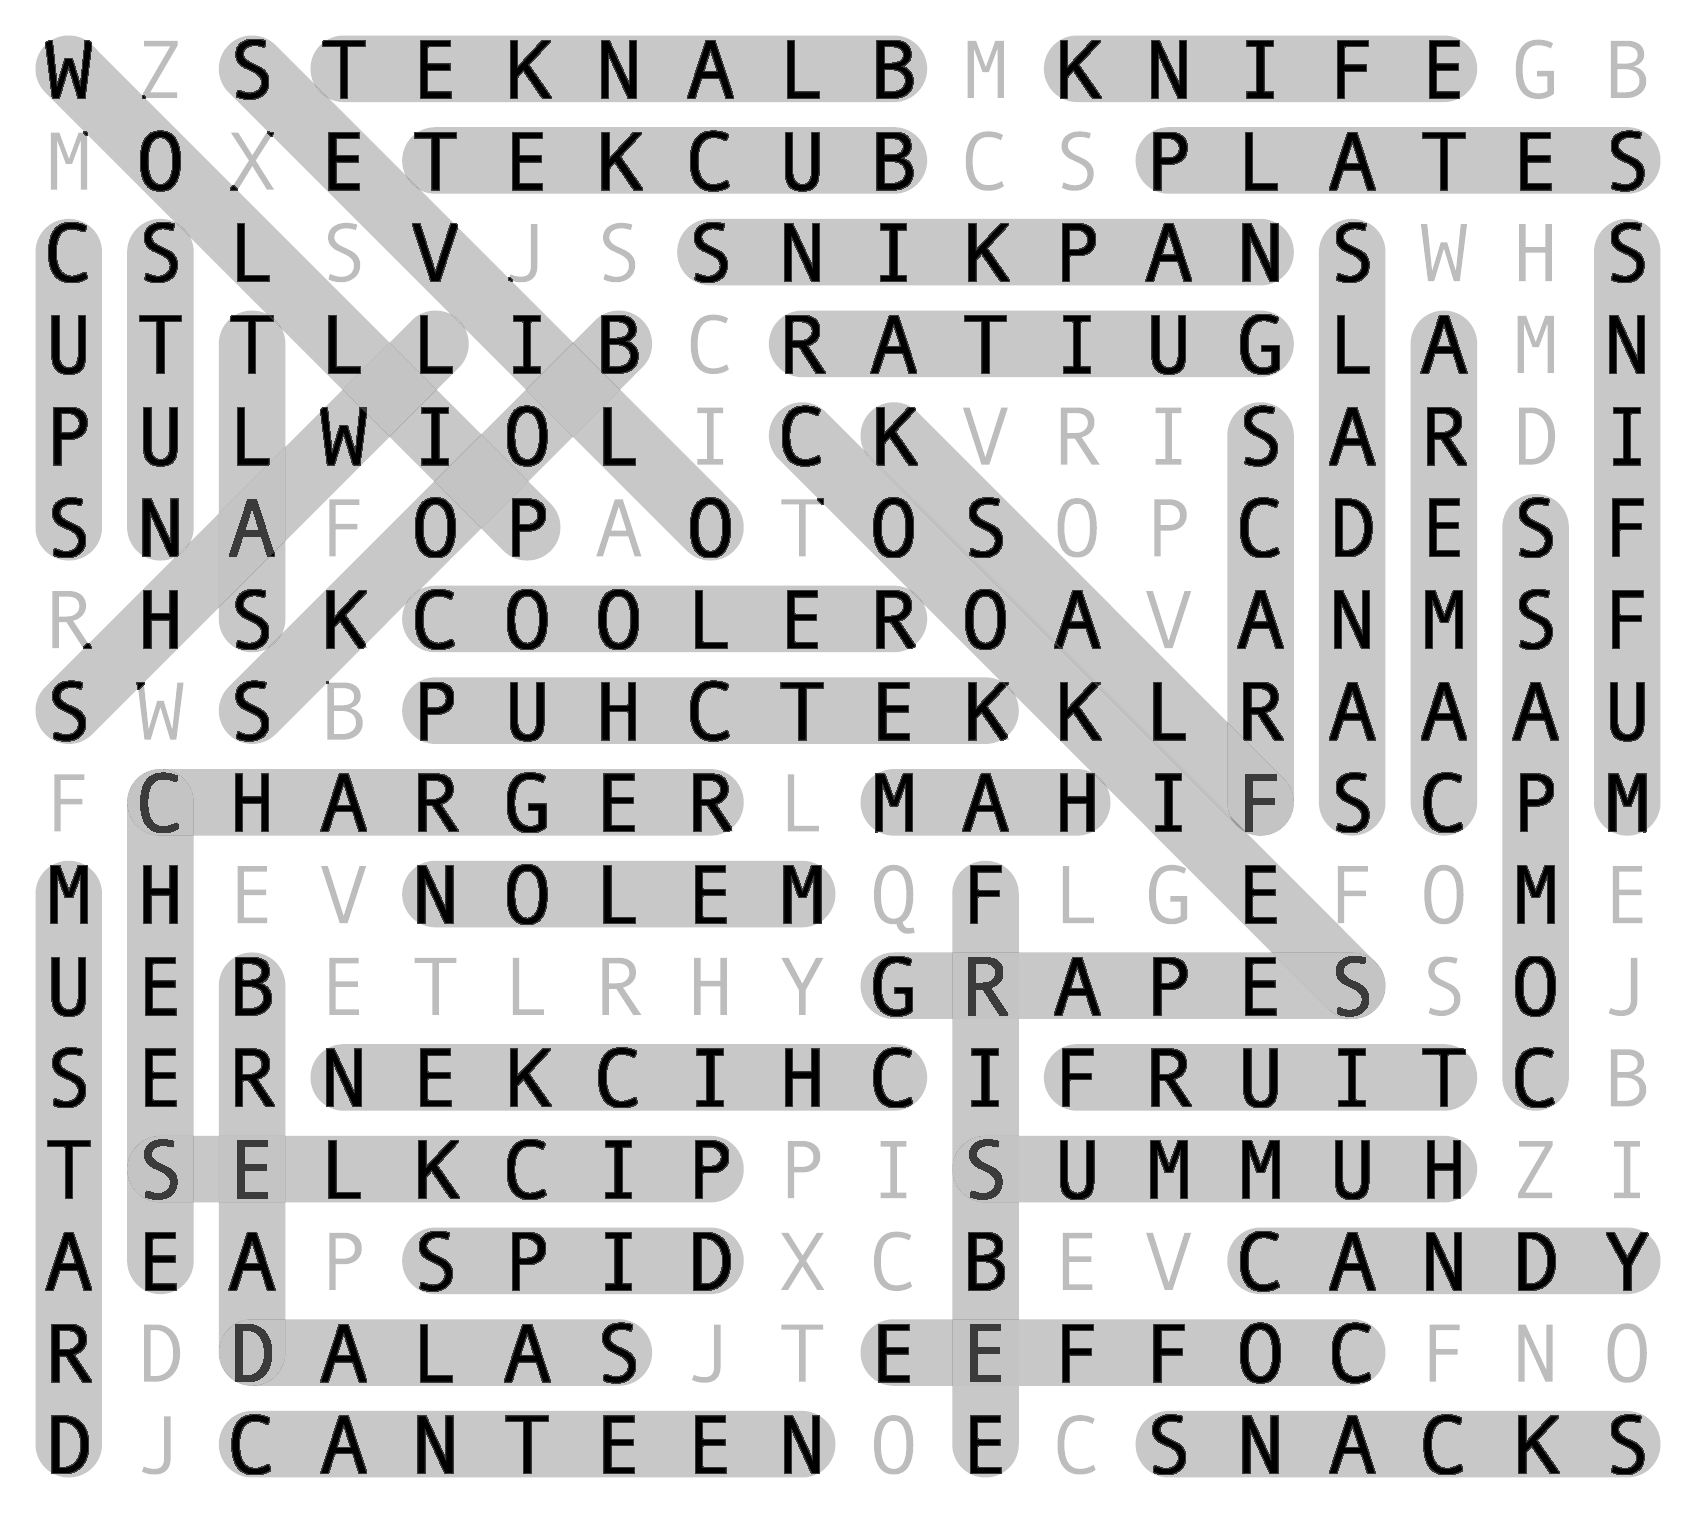 W Z S T E K N A L B M K N I F E G B
M O X E T E K C U B C S P L A T E S
C S L S V J S S N I K P A N S W H S
U T T L L I B C R A T I U G L A M N
P U L W I O L I C K V R I S A R D I
S N A F O P A O T O S O P C D E S F
R H S K C O O L E R O A V A N M S F
S W S B P U H C T E K K L R A A A U
F C H A R G E R L M A H I F S C P M
M H E V N O L E M Q F L G E F O M E
U E B E T L R H Y G R A P E S S O J
S E R N E K C I H C I F R U I T C B
T S E L K C I P P I S U M M U H Z I
A E A P S P I D X C B E V C A N D Y
R D D A L A S J T E E F F O C F N O
D J C A N T E E N O E C S N A C K S